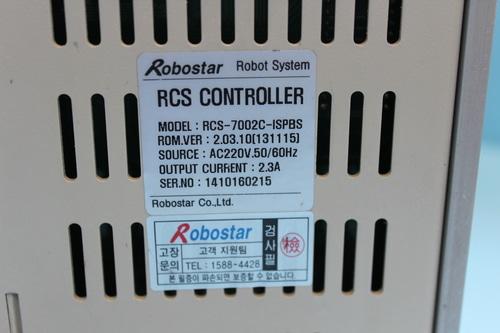 Robostar Robot System
RCS CONTROLLER
MODEL : RCS-7002C-ISPBS
ROM.VER : 2.03.10[131115]
SOURCE : AC220V.50/60Hz
OUTPUT CURRENT : 2.3A
SER.NO : 1410160215
Robostar Co.,Ltd.
Robostar
고장 문의
고객 지원팀
TEL : 1588-4428
검사필
檢
본 필증이 파손되면 보증할 수 없습니다.